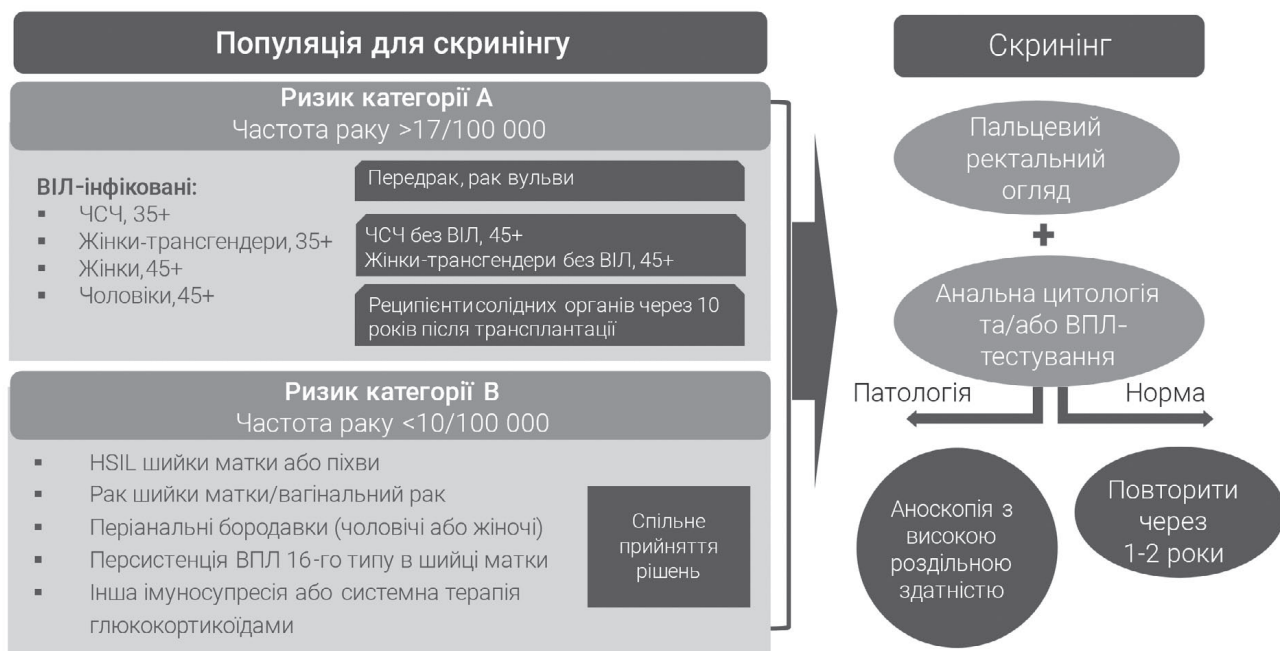 Популяція для скринінгу
Ризик категорії А
Частота раку >17/100 000
ВІЛ-інфіковані:
▪ ЧСЧ, 35+
▪ Жінки-трансгендери, 35+
▪ Жінки,45+
▪ Чоловіки,45+
Передрак, рак вульви
ЧСЧ без ВІЛ, 45+
Жінки-трансгендери без ВІЛ, 45+
Реципієнти солідних органів через 10
років після трансплантації
Ризик категорії В
Частота раку <10/100 000
▪ HSIL шийки матки або піхви
▪ Рак шийки матки/вагінальний рак
▪ Періанальні бородавки (чоловічі або жіночі)
▪ Персистенція ВПЛ 16-го типу в шийці матки
▪ Інша імуносупресія або системна терапія
глюкокортикоїдами
Спільне
прийняття
рішень
Скринінг
Пальцевий
ректальний
огляд
+
Анальна цитологія
та/або ВПЛ-
тестування
Патологія
Норма
Аноскопія з
високою
роздільною
здатністю
Повторити
через
1-2 роки